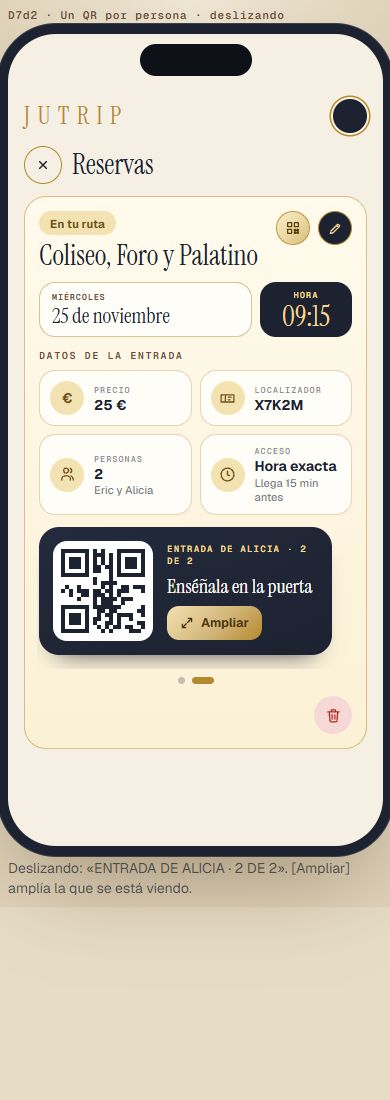 D7d2 · Un QR por persona · deslizando
JUTRIP
Reservas
En tu ruta
Coliseo, Foro y Palatino
MIÉRCOLES
25 de noviembre
HORA
09:15
DATOS DE LA ENTRADA
PRECIO
25 €
LOCALIZADOR
X7K2M
PERSONAS
2
Eric y Alicia
ACCESO
Hora exacta
Llega 15 min
antes
ENTRADA DE ALICIA · 2
DE 2
Enséñala en la puerta
Ampliar
Deslizando: «ENTRADA DE ALICIA · 2 DE 2». [Ampliar]
amplía la que se está viendo.